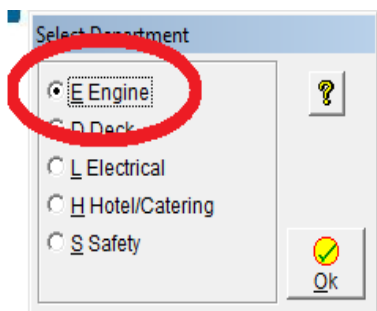 Select Department
E Engine
D Deck
L Electrical
H Hotel/Catering
S Safety
?
Ok